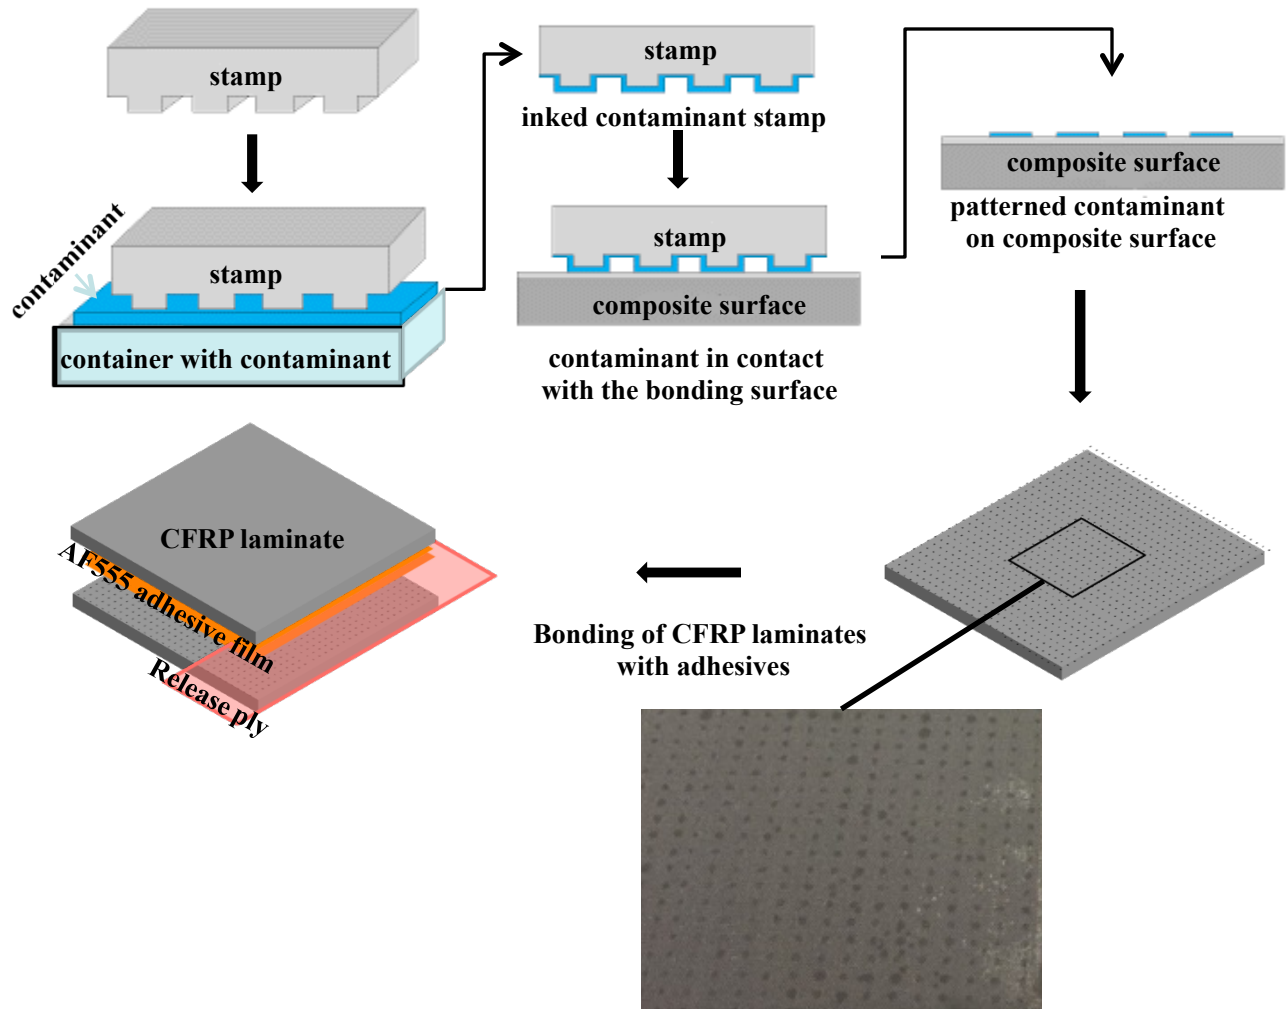 stamp
contaminant
stamp
container with contaminant
stamp
inked contaminant stamp
stamp
composite surface
contaminant in contact
with the bonding surface
composite surface
patterned contaminant
on composite surface
Bonding of CFRP laminates
with adhesives
CFRP laminate
AF555 adhesive film
Release ply